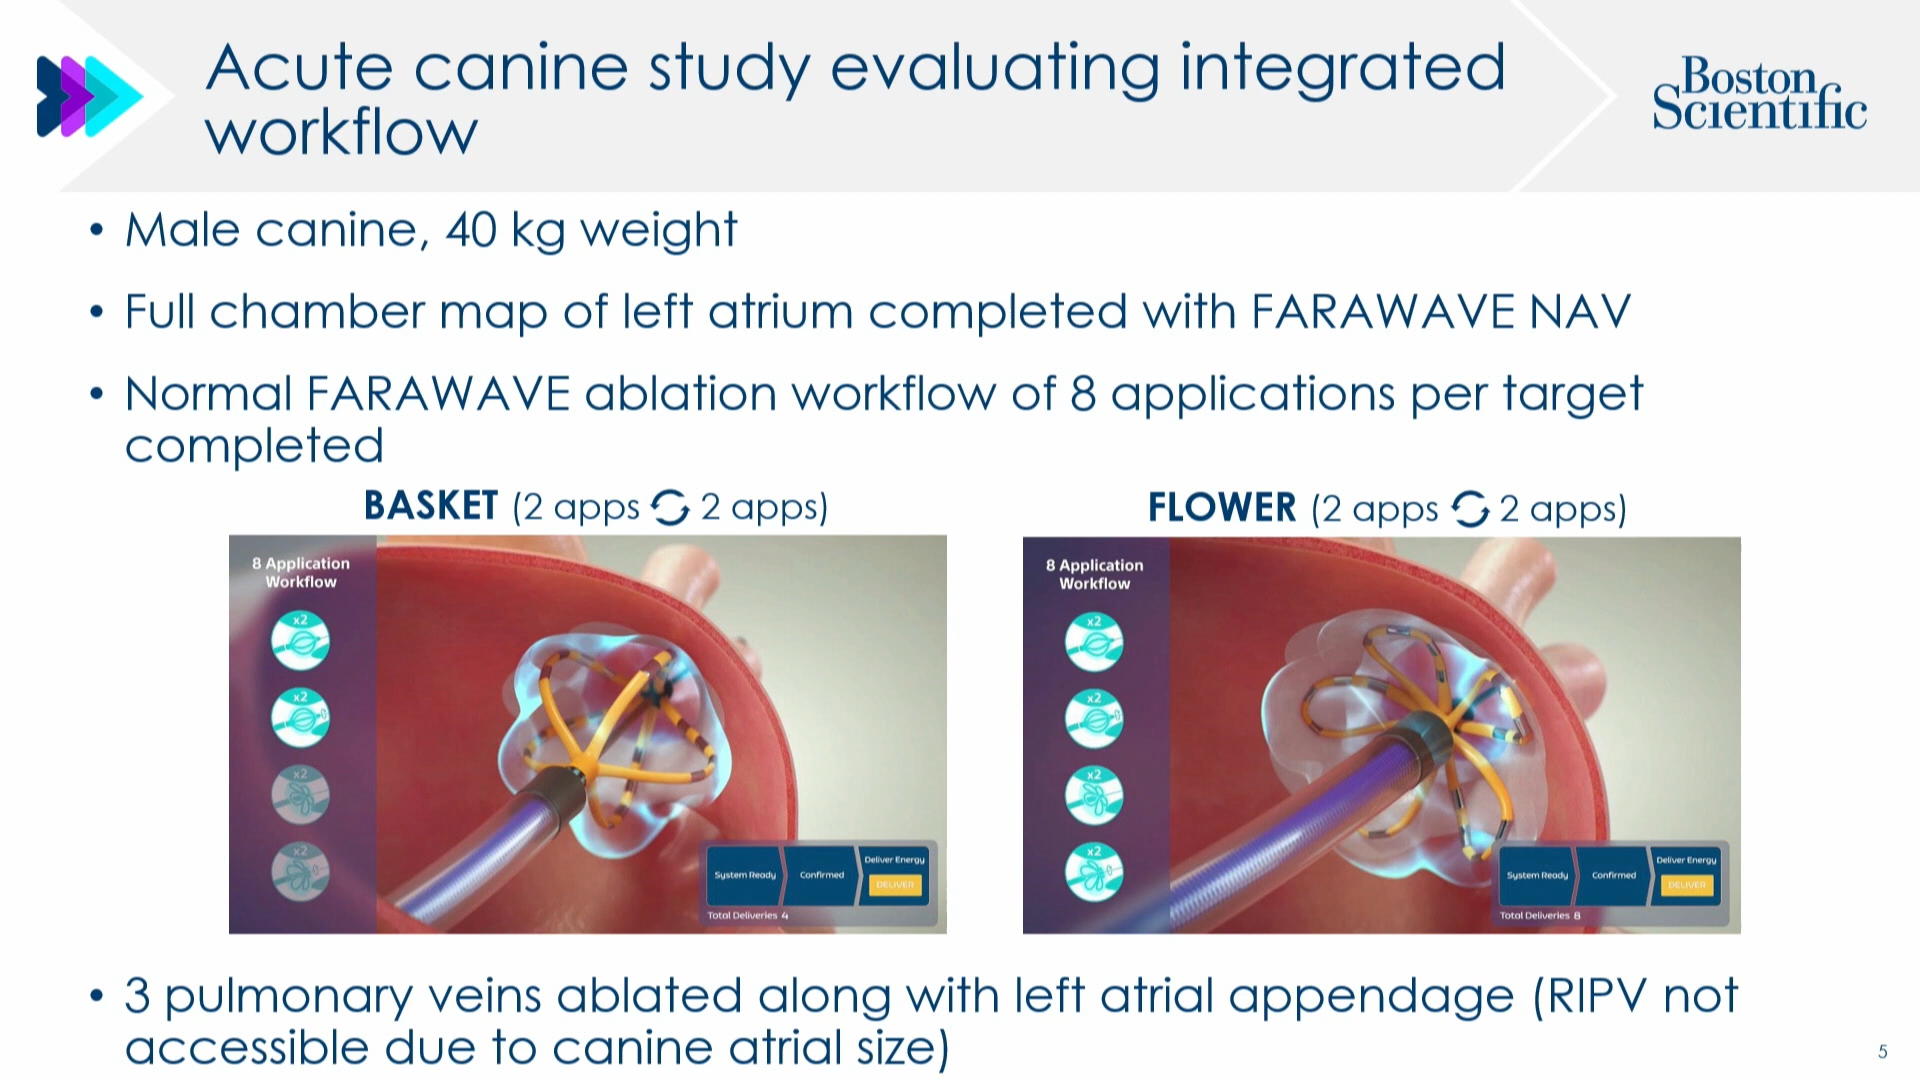 Acute canine study evaluating integrated
workflow
Boston
Scientific
• Male canine, 40 kg weight
• Full chamber map of left atrium completed with FARAWAVE NAV
• Normal FARAWAVE ablation workflow of 8 applications per target
completed
BASKET (2 apps 2 apps)
FLOWER (2 apps 2 apps)
8 Application
Workflow
x2
x2
x2
x2
System Ready
Confirmed
Deliver Energy
DELIVER
Total Deliveries 4
8 Application
Workflow
x2
x2
x2
x2
System Ready
Confirmed
Deliver Energy
DELIVER
Total Deliveries 8
• 3 pulmonary veins ablated along with left atrial appendage (RIPV not
accessible due to canine atrial size)
5